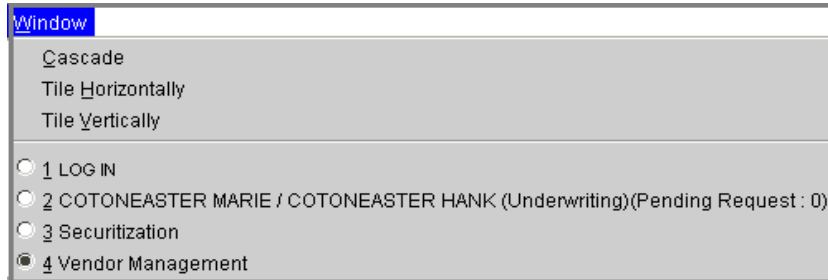 Window
Cascade
Tile Horizontally
Tile Vertically
1 LOG IN
2 COTONEASTER MARIE / COTONEASTER HANK (Underwriting)(Pending Request : 0)
3 Securitization
4 Vendor Management